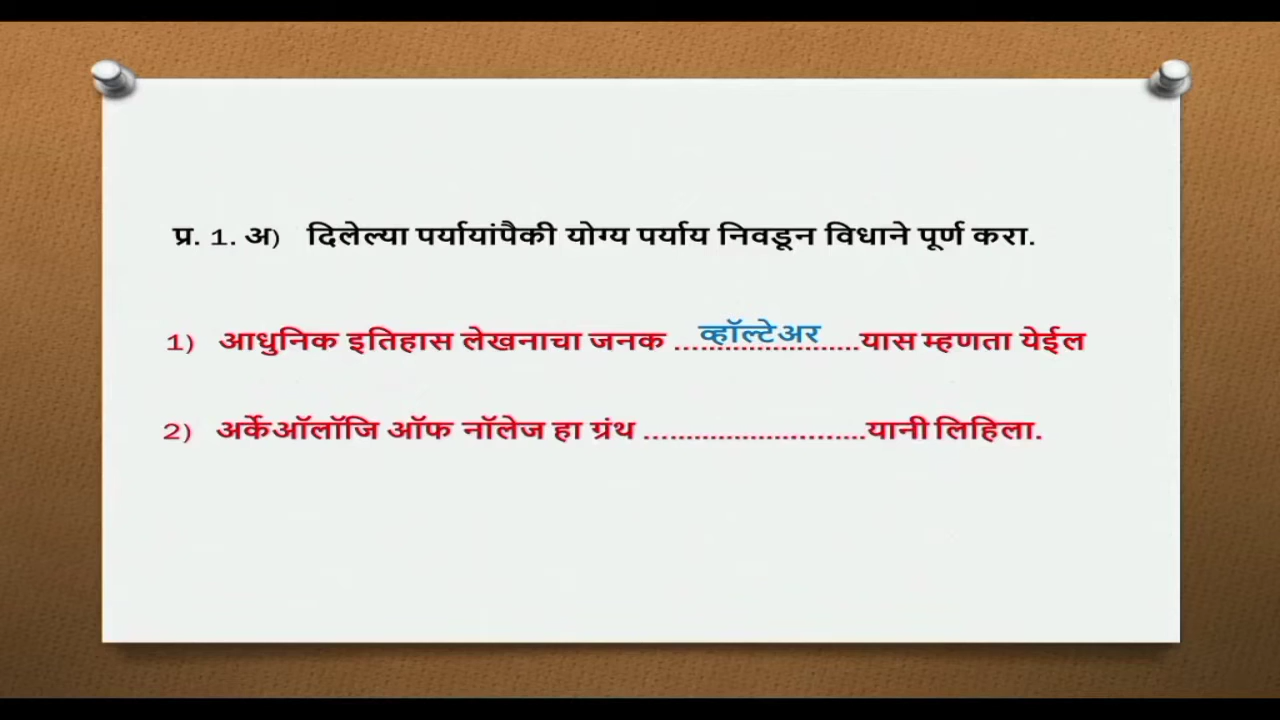 प्र. 1. अ) दिलेल्या पर्यायांपैकी योग्य पर्याय निवडून विधाने पूर्ण करा.
1) आधुनिक इतिहास लेखनाचा जनक ...व्हॉल्टेअर...यास म्हणता येईल
2) अर्केऑलॉजि ऑफ नॉलेज हा ग्रंथ ..........................यानी लिहिला.